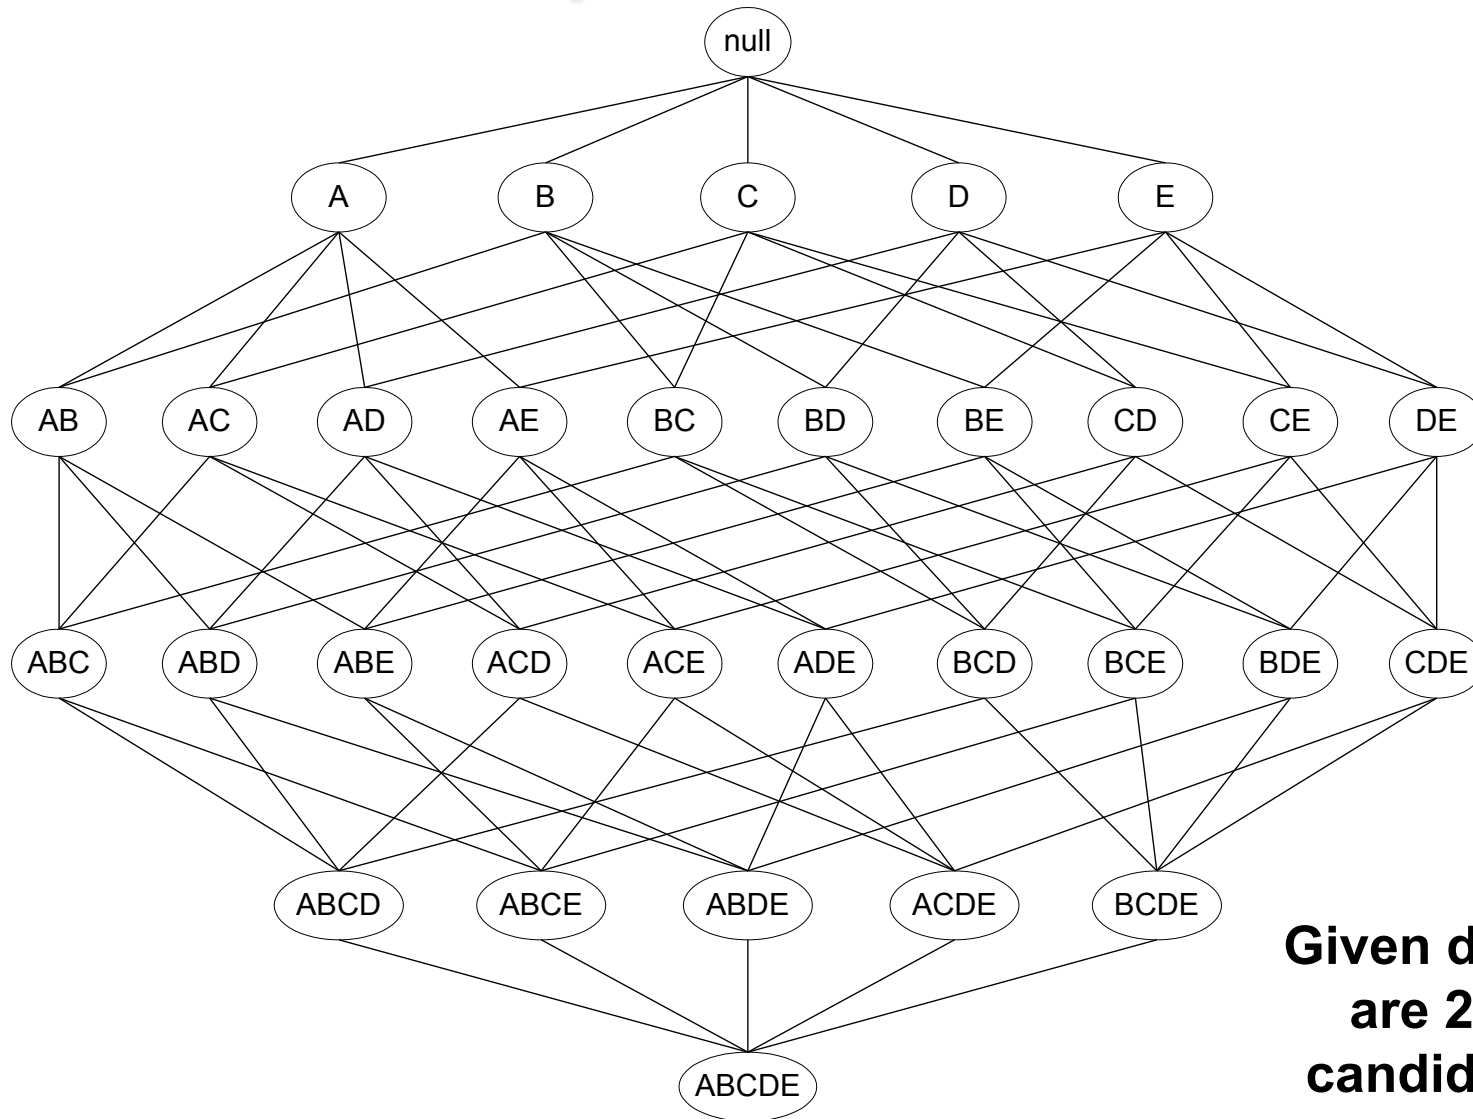 null
A B C D E
AB AC AD AE BC BD BE CD CE DE
ABC ABD ABE ACD ACE ADE BCD BCE BDE CDE
ABCD ABCE ABDE ACDE BCDE
Given d
are 2
candid
ABCDE